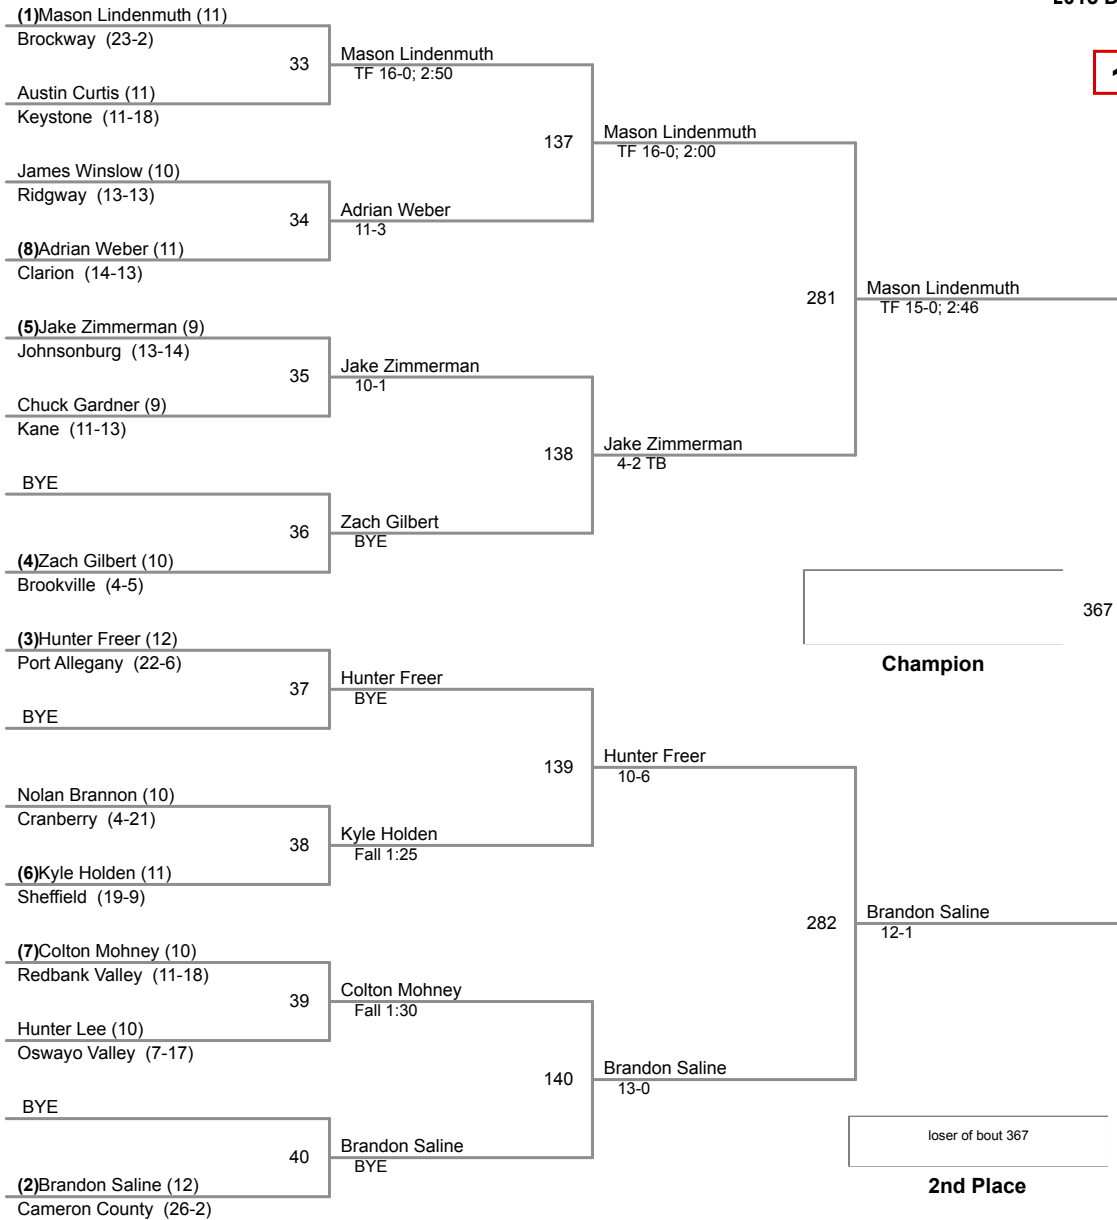 (1)Mason Lindenmuth (11)
Brockway (23-2)
33
Mason Lindenmuth
TF 16-0; 2:50
Austin Curtis (11)
Keystone (11-18)
137
Mason Lindenmuth
TF 16-0; 2:00
James Winslow (10)
Ridgway (13-13)
34
Adrian Weber
11-3
(8)Adrian Weber (11)
Clarion (14-13)
281
Mason Lindenmuth
TF 15-0; 2:46
(5)Jake Zimmerman (9)
Johnsonburg (13-14)
35
Jake Zimmerman
10-1
Chuck Gardner (9)
Kane (11-13)
138
Jake Zimmerman
4-2 TB
BYE
36
Zach Gilbert
BYE
(4)Zach Gilbert (10)
Brookville (4-5)
367
Champion
(3)Hunter Freer (12)
Port Allegany (22-6)
37
Hunter Freer
BYE
BYE
139
Hunter Freer
10-6
Nolan Brannon (10)
Cranberry (4-21)
38
Kyle Holden
Fall 1:25
(6)Kyle Holden (11)
Sheffield (19-9)
282
Brandon Saline
12-1
(7)Colton Mohney (10)
Redbank Valley (11-18)
39
Colton Mohney
Fall 1:30
Hunter Lee (10)
Oswayo Valley (7-17)
140
Brandon Saline
13-0
BYE
40
Brandon Saline
BYE
(2)Brandon Saline (12)
Cameron County (26-2)
loser of bout 367
2nd Place